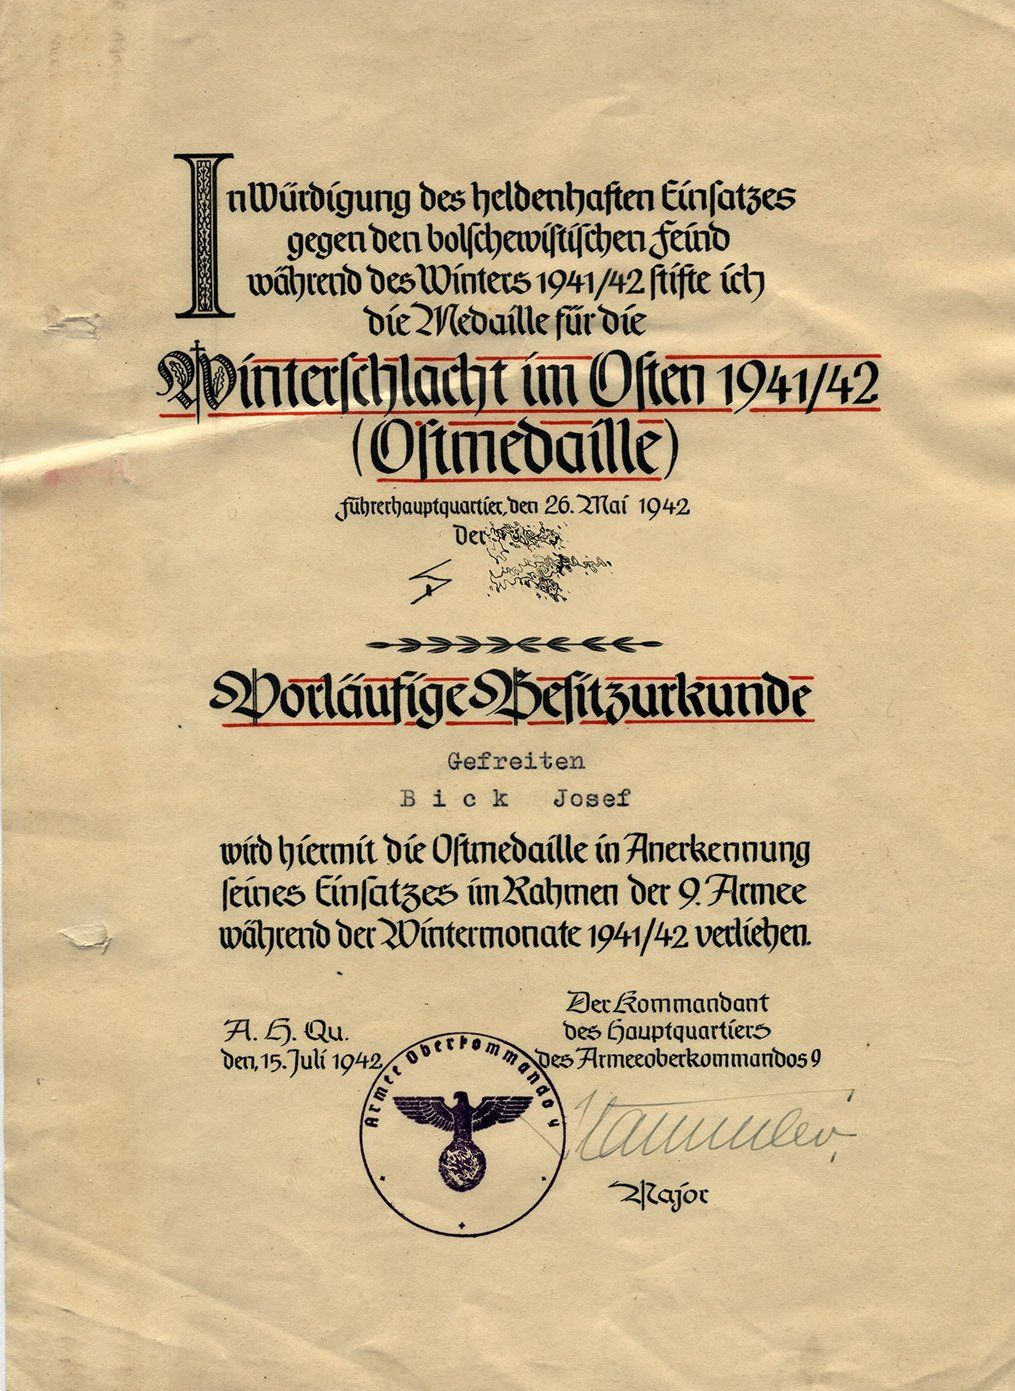 In Würdigung des heldenhaften Einsatzes
gegen den bolschewistischen Feind
während des Winters 1941/42 stifte ich
die Medaille für die
Winterschlacht im Osten 1941/42
(Ostmedaille)
Führerhauptquartier, den 26. Mai 1942
Der
Vorläufige Besitzurkunde
Gefreiten
Bick Josef
wird hiermit die Ostmedaille in Anerkennung
seines Einsatzes im Rahmen der 9. Armee
während der Wintermonate 1941/42 verliehen.
A. H. Qu.
den, 15. Juli 1942
Der Kommandant
des Hauptquartiers
des Armeeoberkommandos 9
Armee Oberkommando
Major